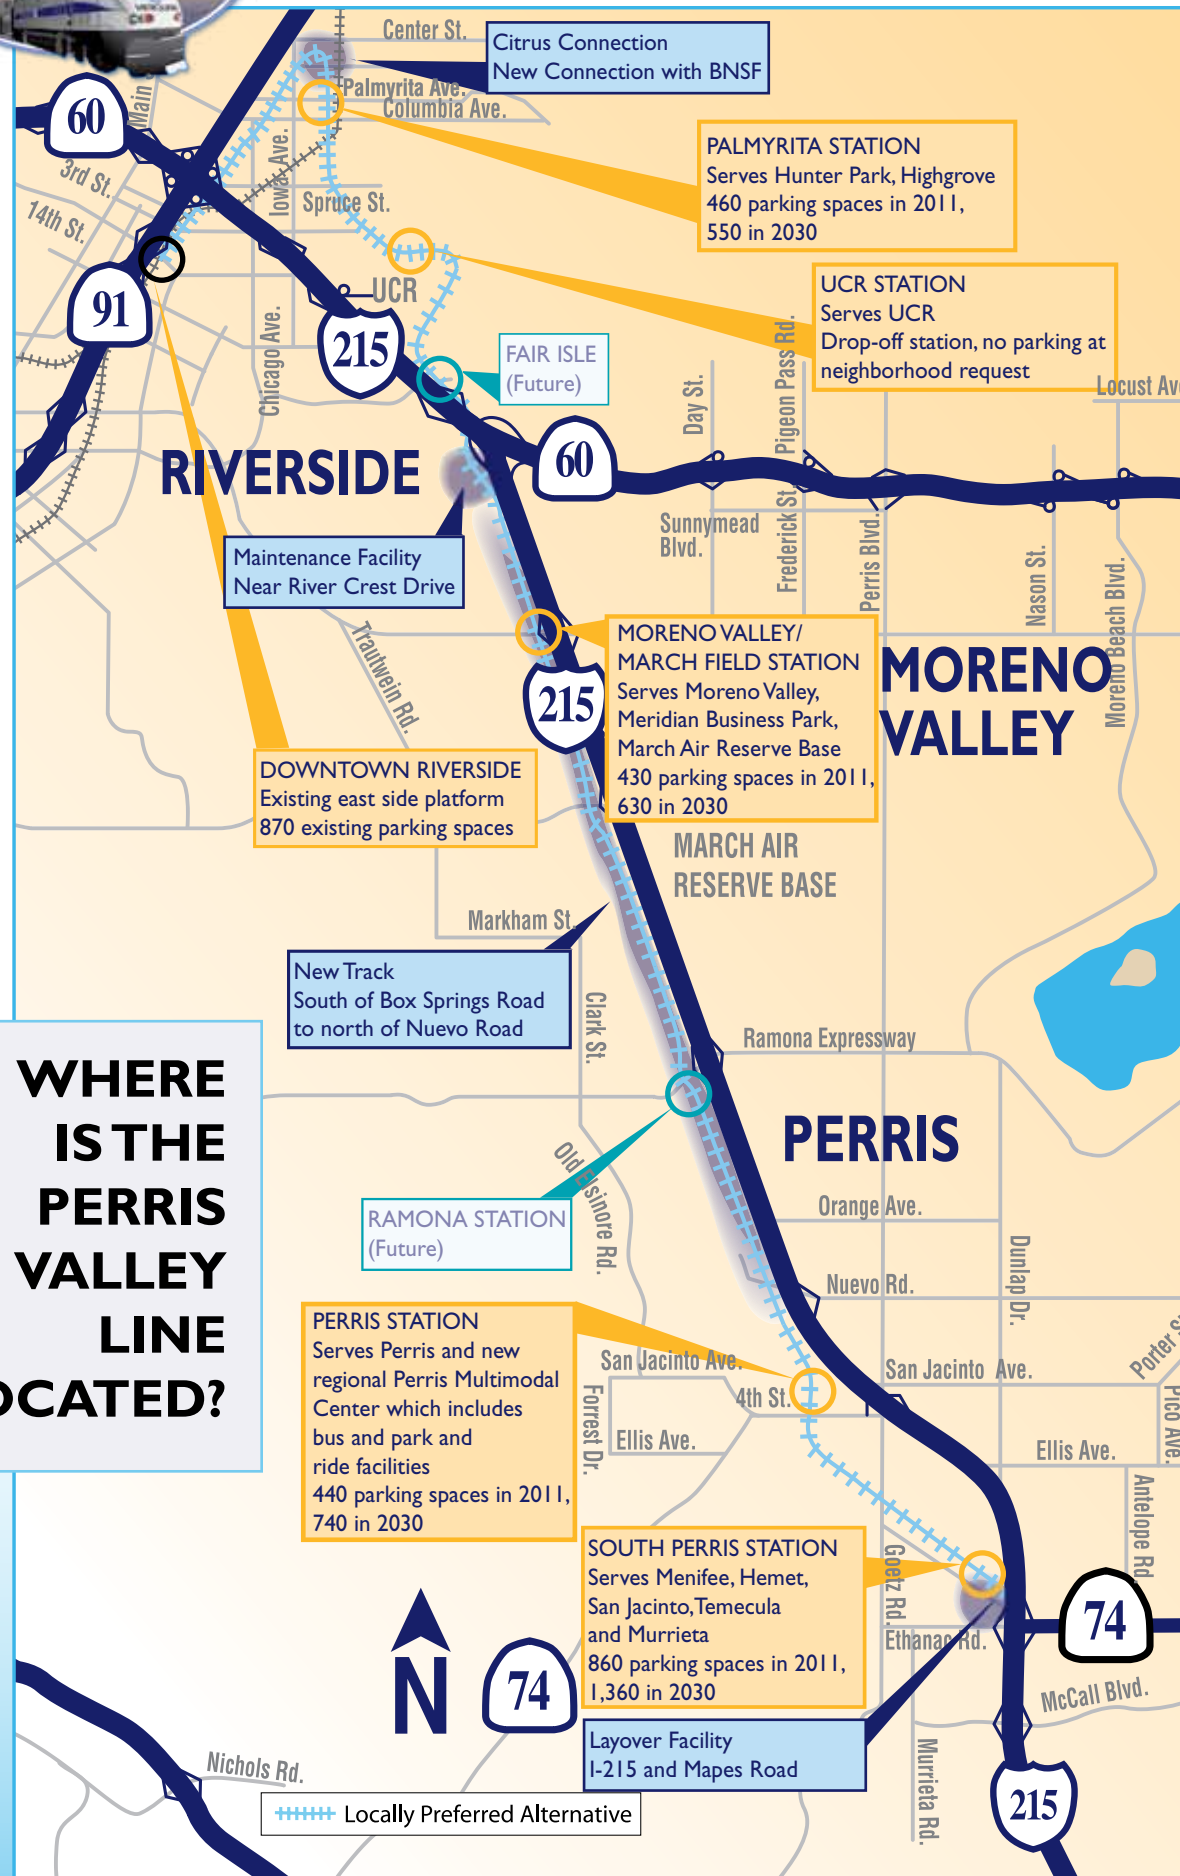 Center St.
Citrus Connection
New Connection with BNSF
Palmyrita Ave.
Columbia Ave.
Main
60
3rd St.
14th St.
Iowa Ave.
Spruce St.
PALMYRITA STATION
Serves Hunter Park, Highgrove
460 parking spaces in 2011,
550 in 2030
UCR STATION
Serves UCR
Drop-off station, no parking at
neighborhood request
UCR
91
215
Chicago Ave.
FAIR ISLE
(Future)
Day St.
Pigeon Pass Rd.
Locust Ave
RIVERSIDE
60
Sunnymead
Blvd.
Frederick St.
Perris Blvd.
Nason St.
Moreno Beach Blvd.
Maintenance Facility
Near River Crest Drive
Trautwein Rd.
MORENO VALLEY/
MARCH FIELD STATION
Serves Moreno Valley,
Meridian Business Park,
March Air Reserve Base
430 parking spaces in 2011,
630 in 2030
MORENO
VALLEY
215
DOWNTOWN RIVERSIDE
Existing east side platform
870 existing parking spaces
MARCH AIR
RESERVE BASE
Markham St.
New Track
South of Box Springs Road
to north of Nuevo Road
Clark St.
Ramona Expressway
WHERE
IS THE
PERRIS
VALLEY
LINE
OCATED?
PERRIS
Old Elsinore Rd.
RAMONA STATION
(Future)
Orange Ave.
Dunlap Dr.
Nuevo Rd.
PERRIS STATION
Serves Perris and new
regional Perris Multimodal
Center which includes
bus and park and
ride facilities
440 parking spaces in 2011,
740 in 2030
San Jacinto Ave.
4th St.
Forrest Dr.
Ellis Ave.
San Jacinto Ave.
Porter S
Pico Ave.
Ellis Ave.
Antelope Rd.
SOUTH PERRIS STATION
Serves Menifee, Hemet,
San Jacinto, Temecula
and Murrieta
860 parking spaces in 2011,
1,360 in 2030
Goetz Rd.
Ethanac Rd.
74
N
74
McCall Blvd.
Layover Facility
I-215 and Mapes Road
Murrieta Rd.
215
Nichols Rd.
Locally Preferred Alternative